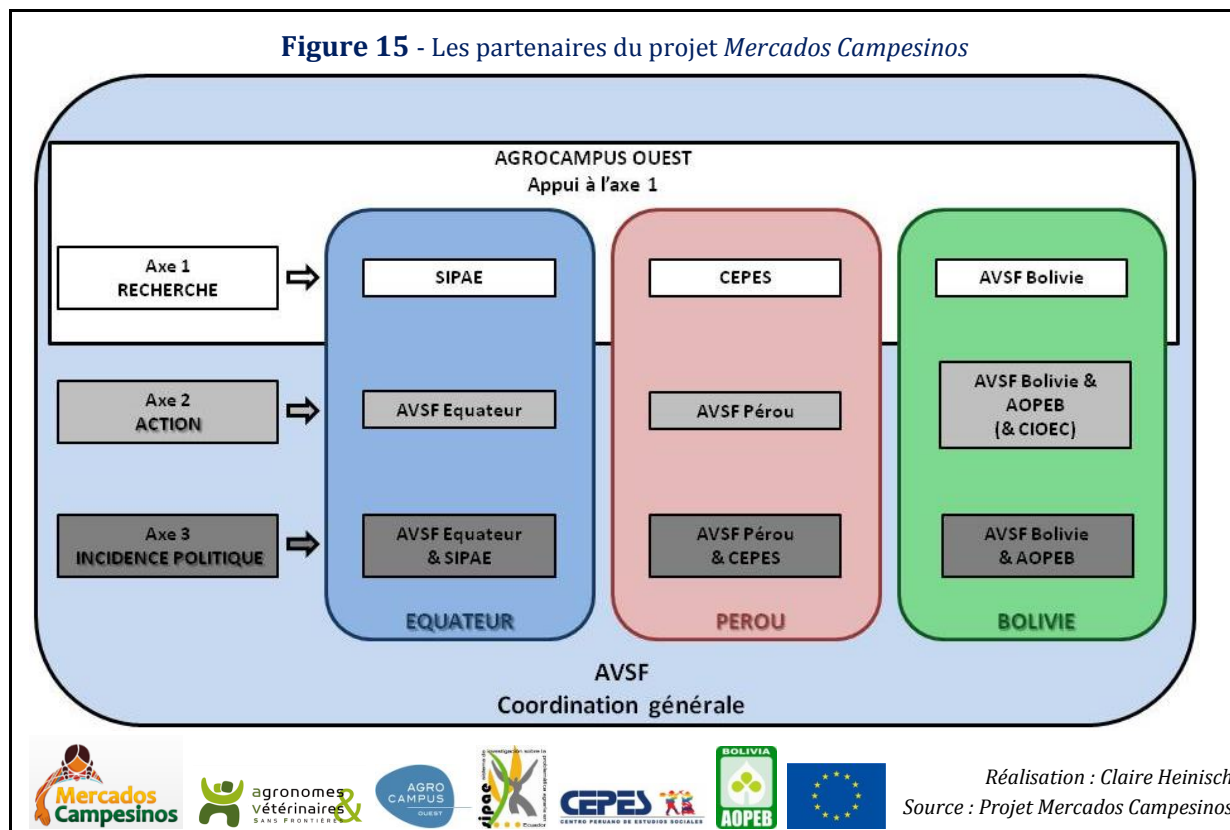 Figure 15 - Les partenaires du projet Mercados Campesinos
AGROCAMPUS OUEST
Appui à l'axe 1
Axe 1
RECHERCHE
SIPAE
CEPES
AVSF Bolivie
Axe 2
ACTION
AVSF Equateur
AVSF Pérou
AVSF Bolivie &
AOPEB
(& CIOEC)
Axe 3
INCIDENCE POLITIQUE
AVSF Equateur
& SIPAE
AVSF Pérou
& CEPES
AVSF Bolivie
& AOPEB
EQUATEUR
PEROU
BOLIVIE
AVSF
Coordination générale
Mercados
Campesinos
agronomes &
vétérinaires
SANS FRONTIÈRES
AGRO
CAMPUS
OUEST
sipae
Ecuador
CEPES
CENTRO PERUANO DE ESTUDIOS SOCIALES
BOLIVIA
AOPEB
Réalisation : Claire Heinisch
Source : Projet Mercados Campesinos